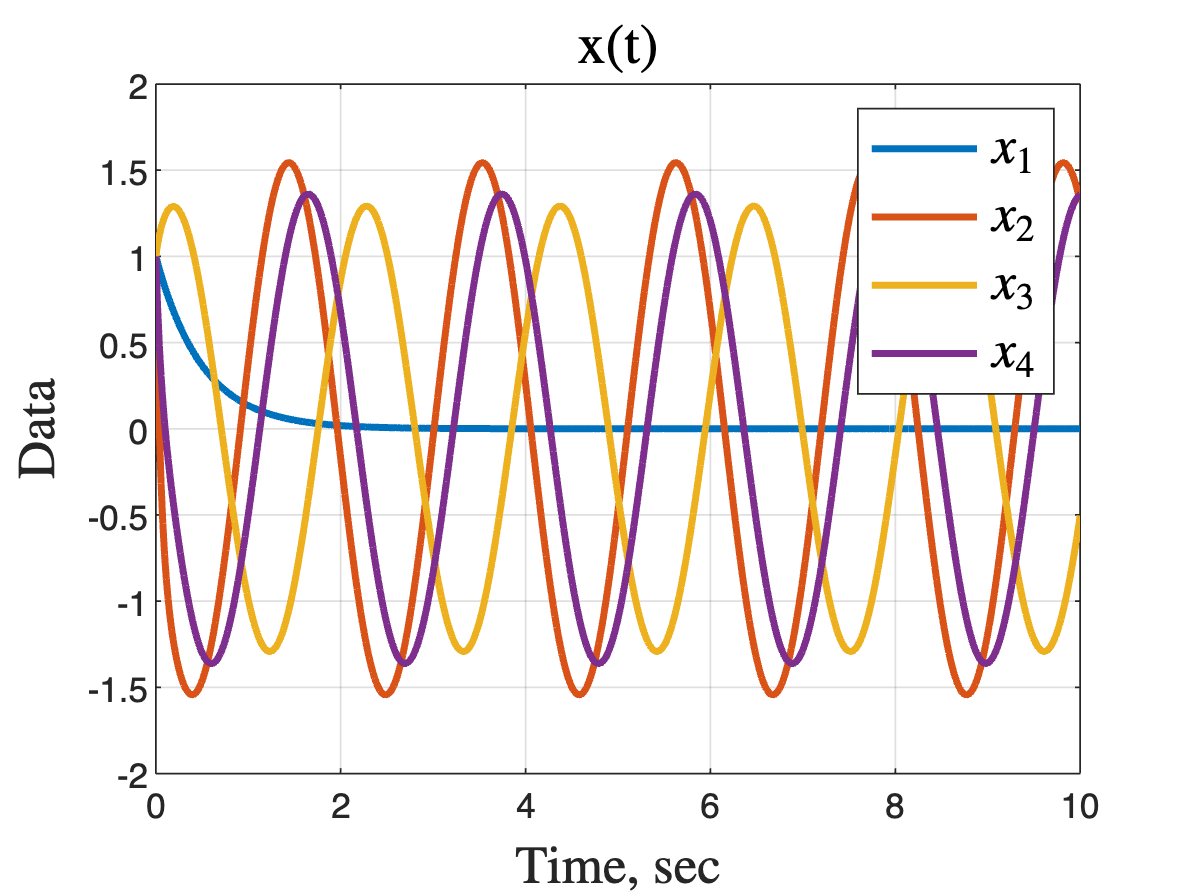 x(t)
2
1.5
1
0.5
0
-0.5
-1
-1.5
-2
Data
x₁
x₂
x₃
x₄
0 2 4 6 8 10
Time, sec